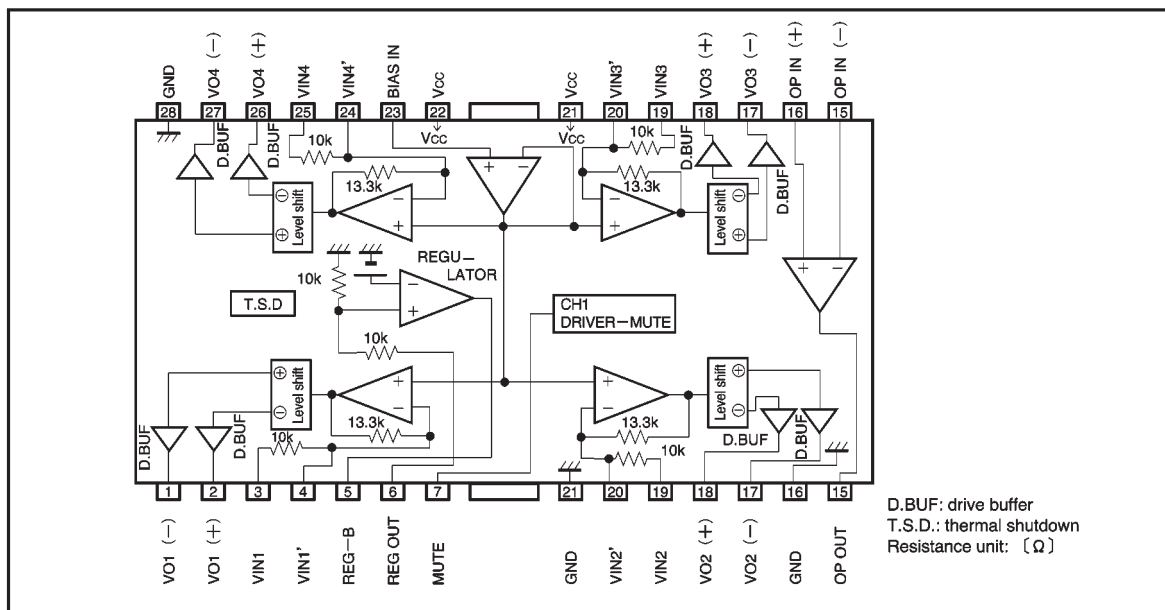 GND
VO4 (−)
VO4 (+)
VIN4
VIN4'
BIAS IN
Vcc
Vcc
VIN3'
VIN3
VO3 (+)
VO3 (−)
OP IN (+)
OP IN (−)
28
27
26
25
24
23
22
21
20
19
18
17
16
15
Vcc
Vcc
D.BUF
D.BUF
10k
10k
D.BUF
D.BUF
13.3k
13.3k
Level shift
− +
− +
+ −
− +
Level shift
− +
+ −
REGU−
LATOR
10k
− +
T.S.D
CH1
DRIVER−MUTE
10k
Level shift
+ −
+ −
+ −
Level shift
+ −
13.3k
13.3k
D.BUF
D.BUF
10k
10k
D.BUF
D.BUF
1
2
3
4
5
6
7
21
20
19
18
17
16
15
VO1 (−)
VO1 (+)
VIN1
VIN1'
REG−B
REG OUT
MUTE
GND
VIN2'
VIN2
VO2 (+)
VO2 (−)
GND
OP OUT
D.BUF: drive buffer
T.S.D.: thermal shutdown
Resistance unit: 〔Ω〕